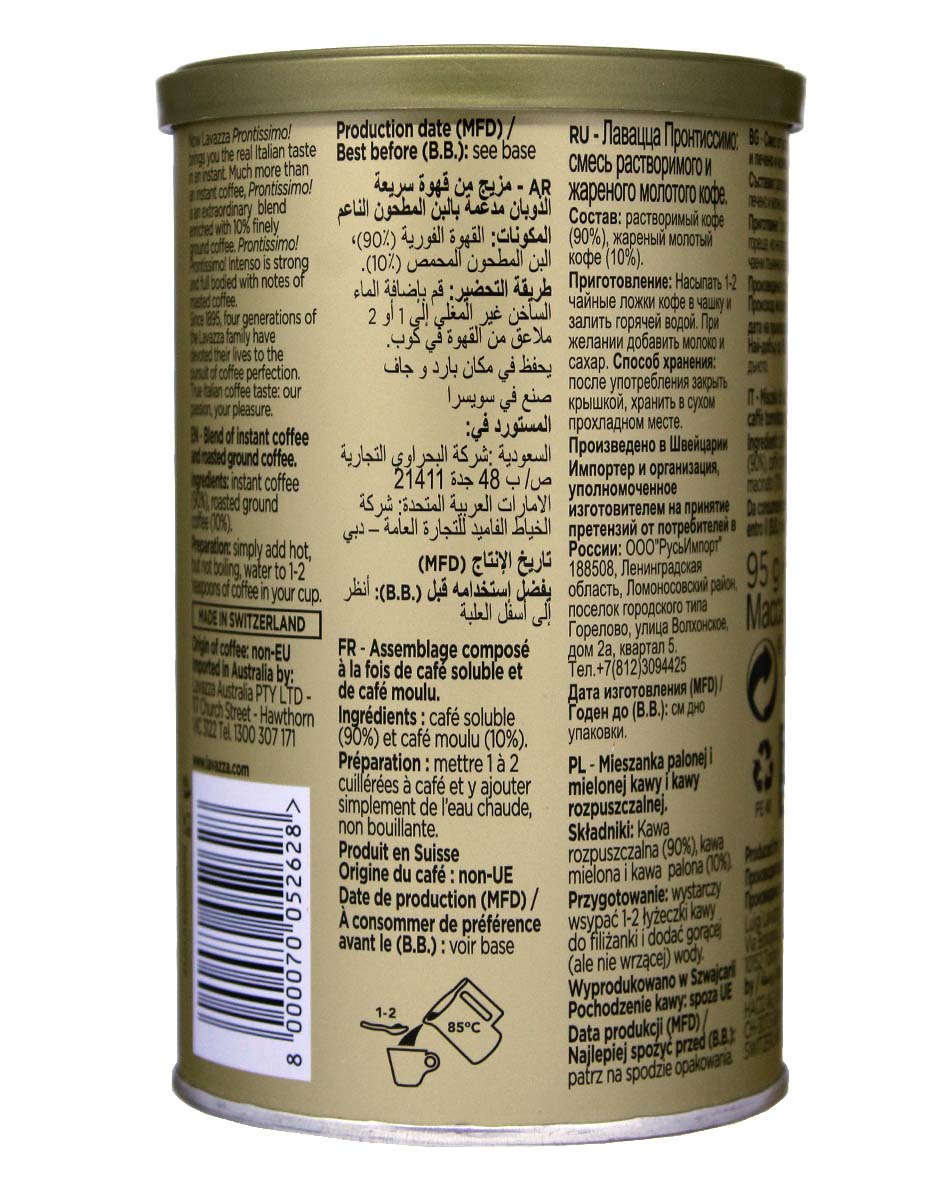 Now Lavazza Prontissimo!
brings you the real Italian taste
in an instant. Much more than
an instant coffee, Prontissimo!
is an extraordinary blend
enriched with 10% finely
ground coffee. Prontissimo!
Prontissimo! Intenso is strong
and full bodied with notes of
roasted coffee.
Since 1895, four generations of
the Lavazza family have
devoted their lives to the
pursuit of coffee perfection.
True Italian coffee taste: our
passion, your pleasure.
EN - Blend of instant coffee
and roasted ground coffee.
Ingredients: instant coffee
(90%), roasted ground
coffee (10%).
Preparation: simply add hot,
but not boiling, water to 1-2
teaspoons of coffee in your cup.
MADE IN SWITZERLAND
Origin of coffee: non-EU
Imported in Australia by:
Lavazza Australia PTY LTD -
Church Street - Hawthorn
VIC 3122 Tel. 1300 307 171
www.lavazza.com
8 000070 052628 >
Production date (MFD) /
Best before (B.B.): see base
AR - مزيج من قهوة سريعة
الذوبان مدعمة بالبن المطحون الناعم
المكونات: القهوة الفورية (90٪)،
البن المطحون المحمص (10٪).
طريقة التحضير: قم بإضافة الماء
الساخن غير المغلي إلى 1 أو 2
ملاعق من القهوة في كوب.
يحفظ في مكان بارد و جاف
صنع في سويسرا
المستورد في:
السعودية :شركة البحراوي التجارية
ص/ ب 48 جدة 21411
الامارات العربية المتحدة: شركة
الخياط الفاميد للتجارة العامة – دبي
تاريخ الإنتاج (MFD)
يفضل إستخدامه قبل (B.B.): أنظر
إلى أسفل العلبة
FR - Assemblage composé
à la fois de café soluble et
de café moulu.
Ingrédients : café soluble
(90%) et café moulu (10%).
Préparation : mettre 1 à 2
cuillérées à café et y ajouter
simplement de l'eau chaude,
non bouillante.
Produit en Suisse
Origine du café : non-UE
Date de production (MFD) /
À consommer de préférence
avant le (B.B.) : voir base
1-2
85°C
RU - Лавацца Пронтиссимо:
смесь растворимого и
жареного молотого кофе.
Состав: растворимый кофе
(90%), жареный молотый
кофе (10%).
Приготовление: Насыпать 1-2
чайные ложки кофе в чашку и
залить горячей водой. При
желании добавить молоко и
сахар. Способ хранения:
после употребления закрыть
крышкой, хранить в сухом
прохладном месте.
Произведено в Швейцарии
Импортер и организация,
уполномоченное
изготовителем на принятие
претензий от потребителей в
России: ООО"РусьИмпорт"
188508, Ленинградская
область, Ломоносовский район,
поселок городского типа
Горелово, улица Волхонское,
дом 2а, квартал 5.
Тел.+7(812)3094425
Дата изготовления (MFD) /
Годен до (B.B.): см дно
упаковки.
PL - Mieszanka palonej i
mielonej kawy i kawy
rozpuszczalnej.
Składniki: Kawa
rozpuszczalna (90%), kawa
mielona i kawa palona (10%).
Przygotowanie: wystarczy
wsypać 1-2 łyżeczki kawy
do filiżanki i dodać gorącej
(ale nie wrzącej) wody.
Wyprodukowano w Szwajcarii
Pochodzenie kawy: spoza UE
Data produkcji (MFD) /
Najlepiej spożyć przed (B.B.):
patrz na spodzie opakowania.
BG -
IT -
95 g